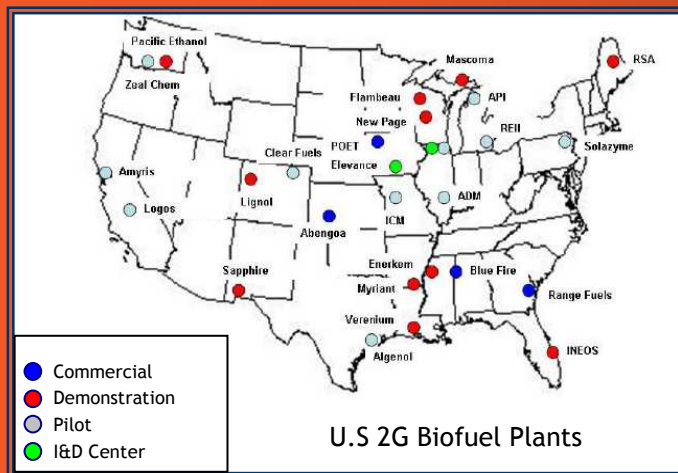 Pacific Ethanol
Mascoma
RSA
Zeal Chem
Flambeau
API
New Page
POET
REII
Clear Fuels
Solazyme
Elevance
Amyris
Lignol
ADM
Logos
ICM
Abengoa
Enerkem
Sapphire
Blue Fire
Myriant
Range Fuels
Verenium
INEOS
Algenol
Commercial
Demonstration
Pilot
I&D Center
U.S 2G Biofuel Plants